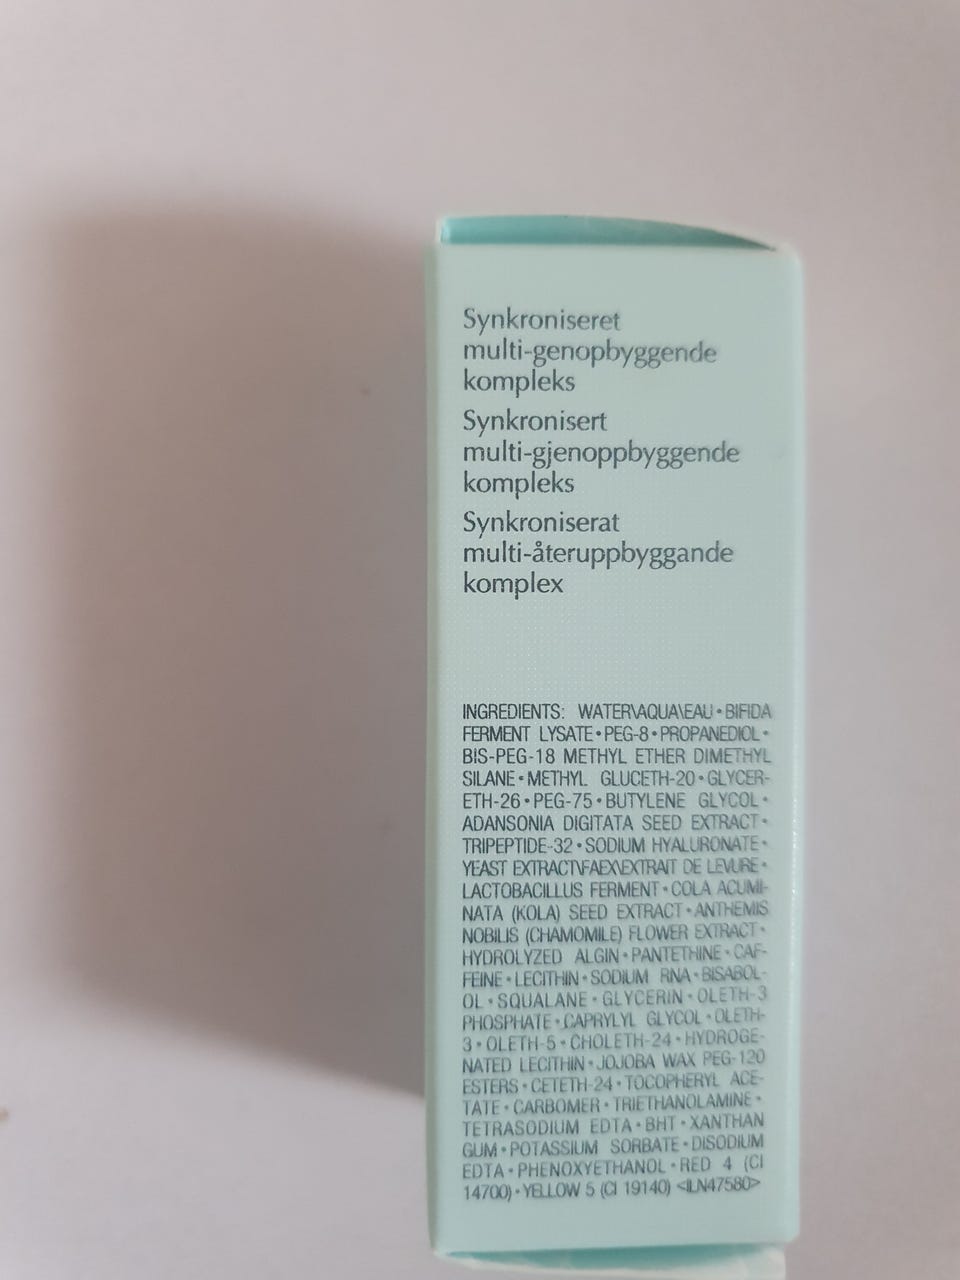 Synkroniseret
multi-genopbyggende
kompleks
Synkronisert
multi-gjenoppbyggende
kompleks
Synkroniserat
multi-återuppbyggande
komplex
INGREDIENTS: WATER\AQUA\EAU • BIFIDA
FERMENT LYSATE • PEG-8 • PROPANEDIOL •
BIS-PEG-18 METHYL ETHER DIMETHYL
SILANE • METHYL GLUCETH-20 • GLYCER-
ETH-26 • PEG-75 • BUTYLENE GLYCOL •
ADANSONIA DIGITATA SEED EXTRACT •
TRIPEPTIDE-32 • SODIUM HYALURONATE •
YEAST EXTRACT\FAEX\EXTRAIT DE LEVURE •
LACTOBACILLUS FERMENT • COLA ACUMI-
NATA (KOLA) SEED EXTRACT • ANTHEMIS
NOBILIS (CHAMOMILE) FLOWER EXTRACT •
HYDROLYZED ALGIN • PANTETHINE • CAF-
FEINE • LECITHIN • SODIUM RNA • BISABOL-
OL • SQUALANE • GLYCERIN • OLETH-3
PHOSPHATE • CAPRYLYL GLYCOL • OLETH-
3 • OLETH-5 • CHOLETH-24 • HYDROGE-
NATED LECITHIN • JOJOBA WAX PEG-120
ESTERS • CETETH-24 • TOCOPHERYL ACE-
TATE • CARBOMER • TRIETHANOLAMINE •
TETRASODIUM EDTA • BHT • XANTHAN
GUM • POTASSIUM SORBATE • DISODIUM
EDTA • PHENOXYETHANOL • RED 4 (CI
14700) • YELLOW 5 (CI 19140) <ILN47580>